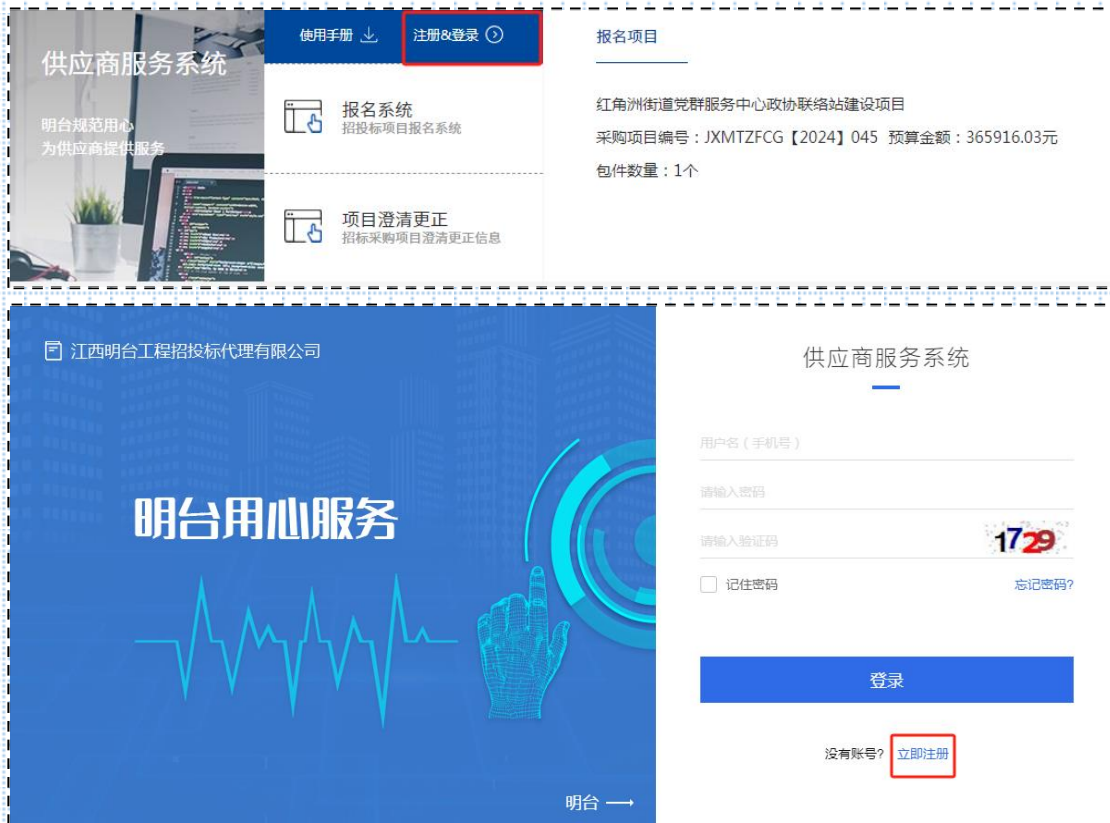 供应商服务系统
明台规范用心
为供应商提供服务
使用手册
注册&登录
报名系统
招投标项目报名系统
项目澄清更正
招标采购项目澄清更正信息
报名项目
红角洲街道党群服务中心政协联络站建设项目
采购项目编号：JXMTZFCG【2024】045 预算金额：365916.03元
包件数量：1个
江西明台工程招投标代理有限公司
明台用心服务
明台
供应商服务系统
用户名（手机号）
请输入密码
请输入验证码
1729
记住密码
忘记密码?
登录
没有账号? 立即注册